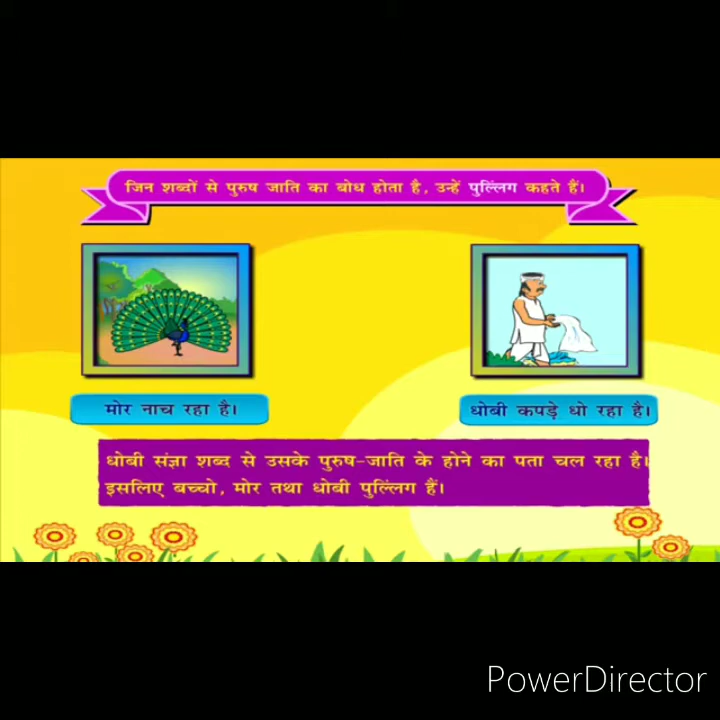 जिन शब्दों से पुरुष जाति का बोध होता है, उन्हें पुल्लिंग कहते हैं।
मोर नाच रहा है।
धोबी कपड़े धो रहा है।
धोबी संज्ञा शब्द से उसके पुरुष-जाति के होने का पता चल रहा है।
इसलिए बच्चो, मोर तथा धोबी पुल्लिंग हैं।
PowerDirector